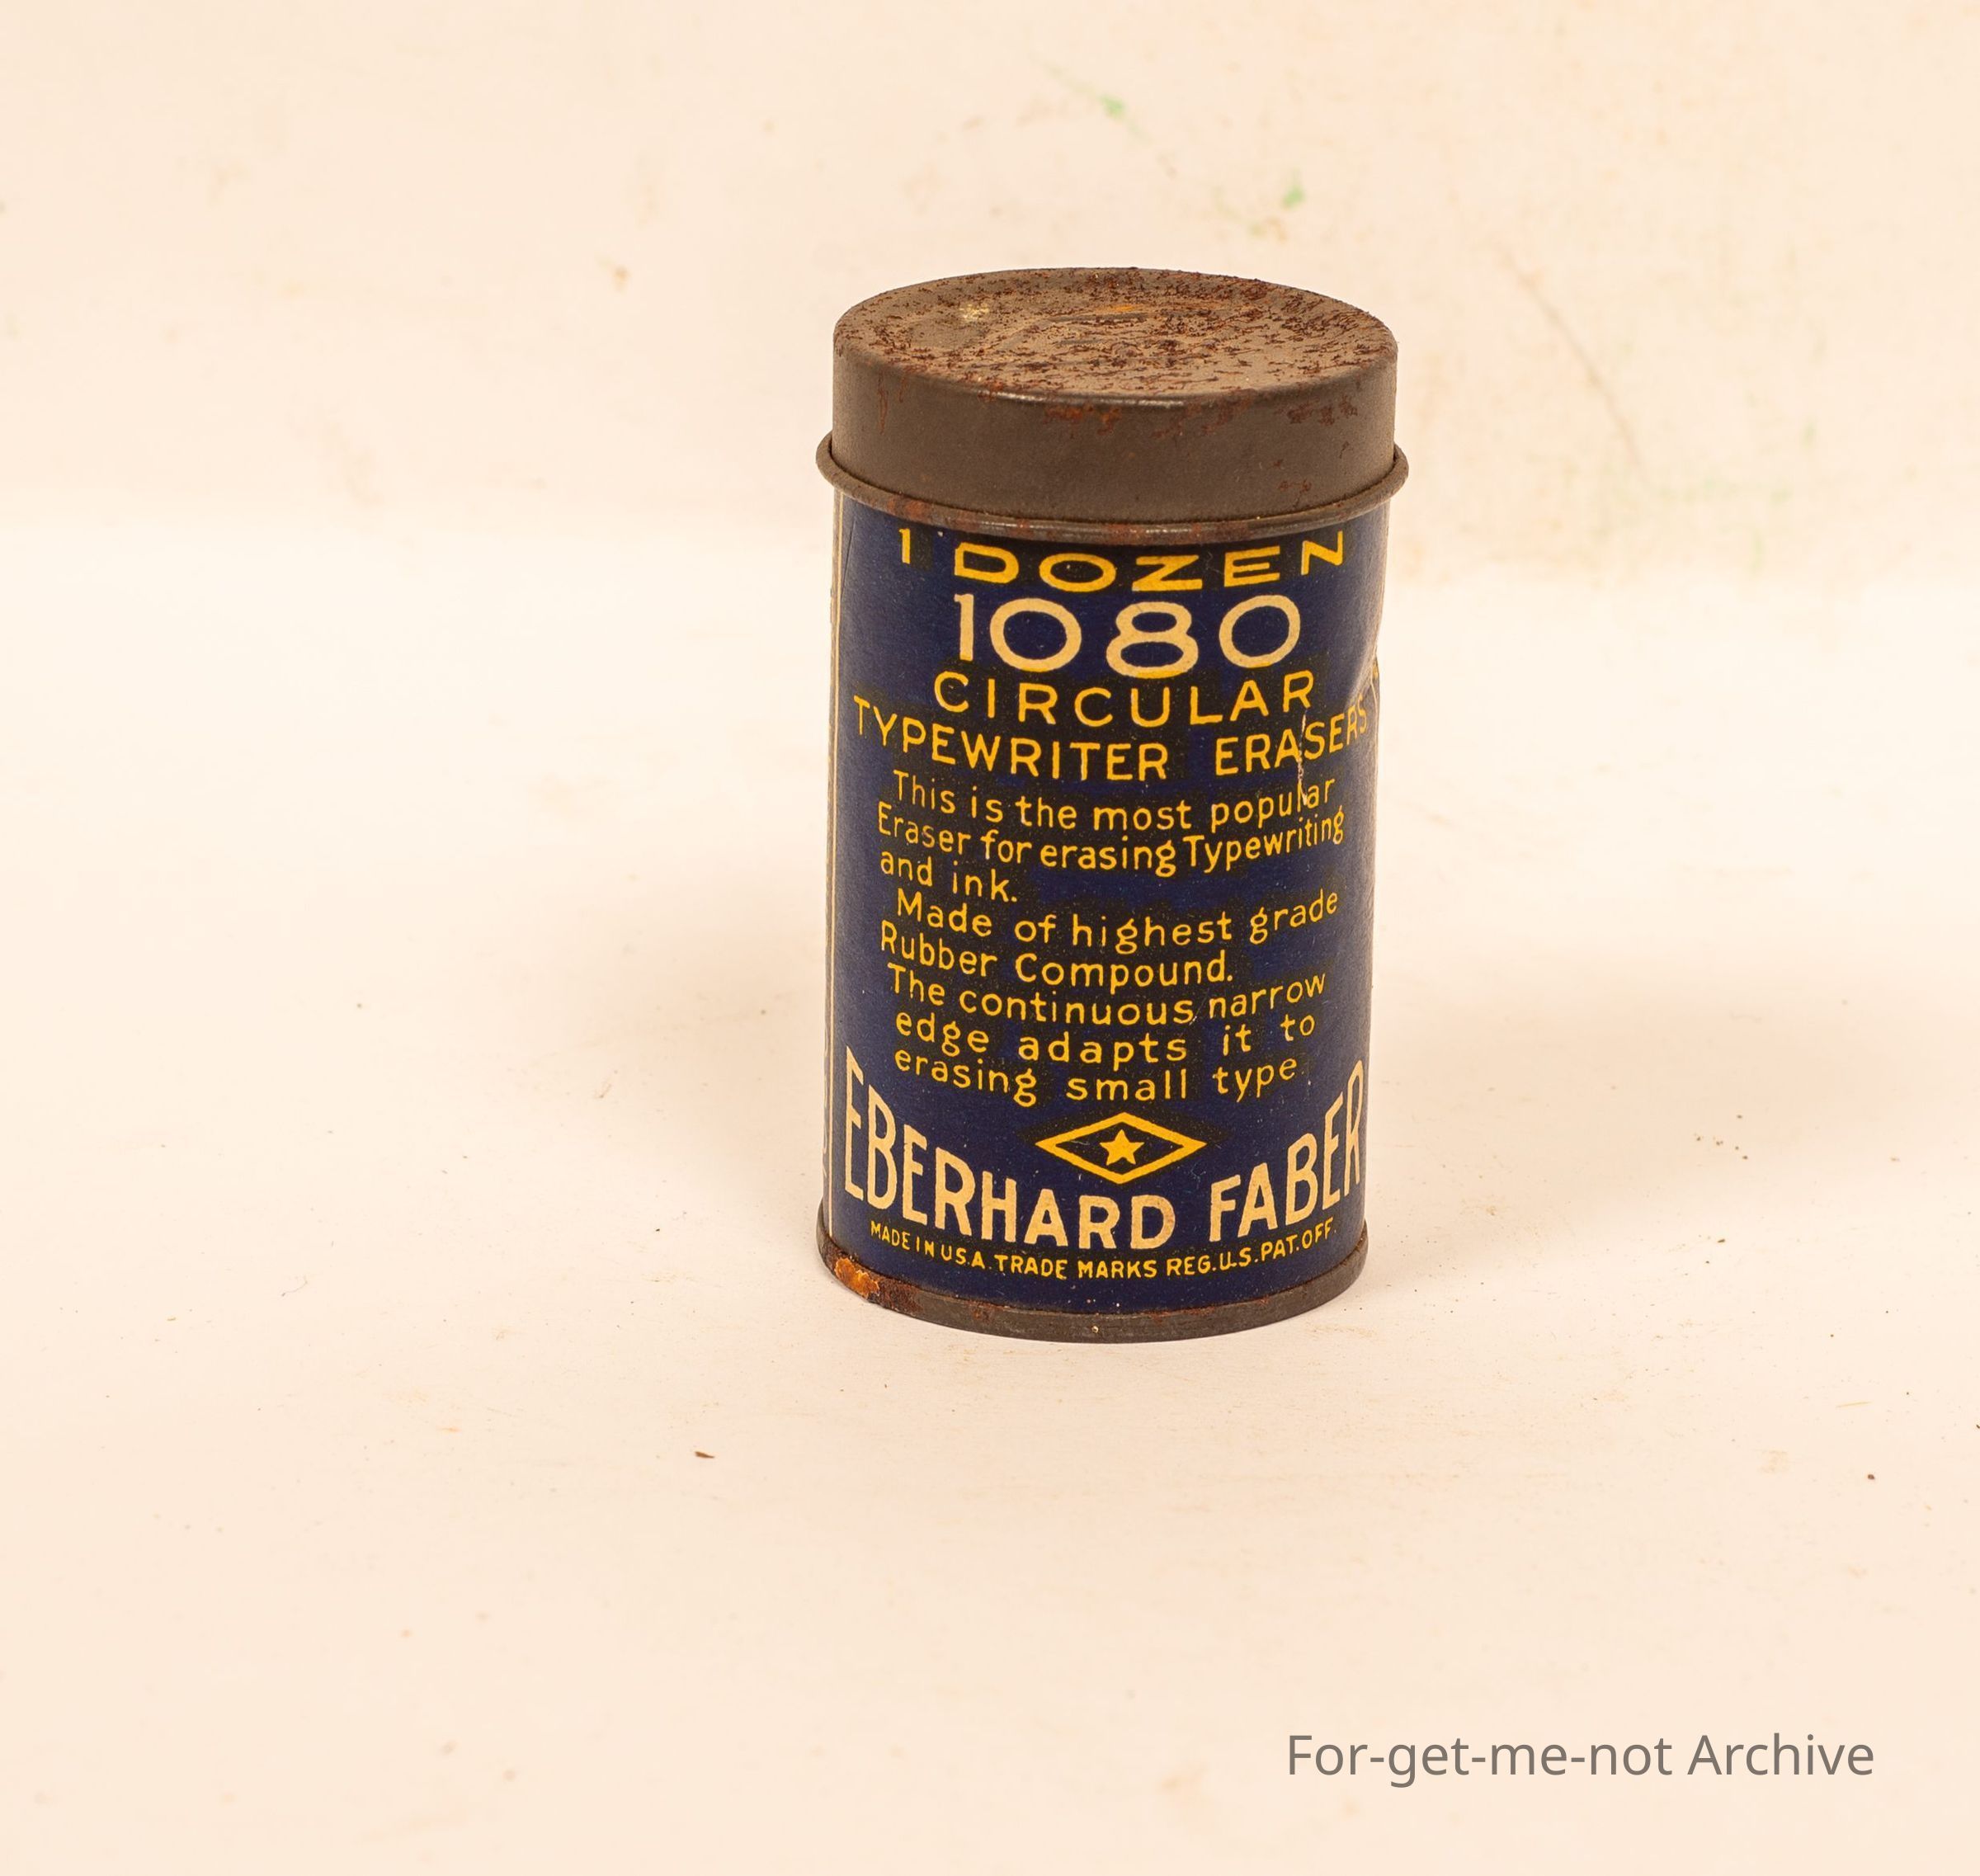 1 DOZEN
1080
CIRCULAR
TYPEWRITER ERASERS
This is the most popular
Eraser for erasing Typewriting
and ink.
Made of highest grade
Rubber Compound.
The continuous narrow
edge adapts it to
erasing small type.
EBERHARD FABER
MADE IN U.S.A. TRADE MARKS REG.U.S.PAT.OFF.
For-get-me-not Archive